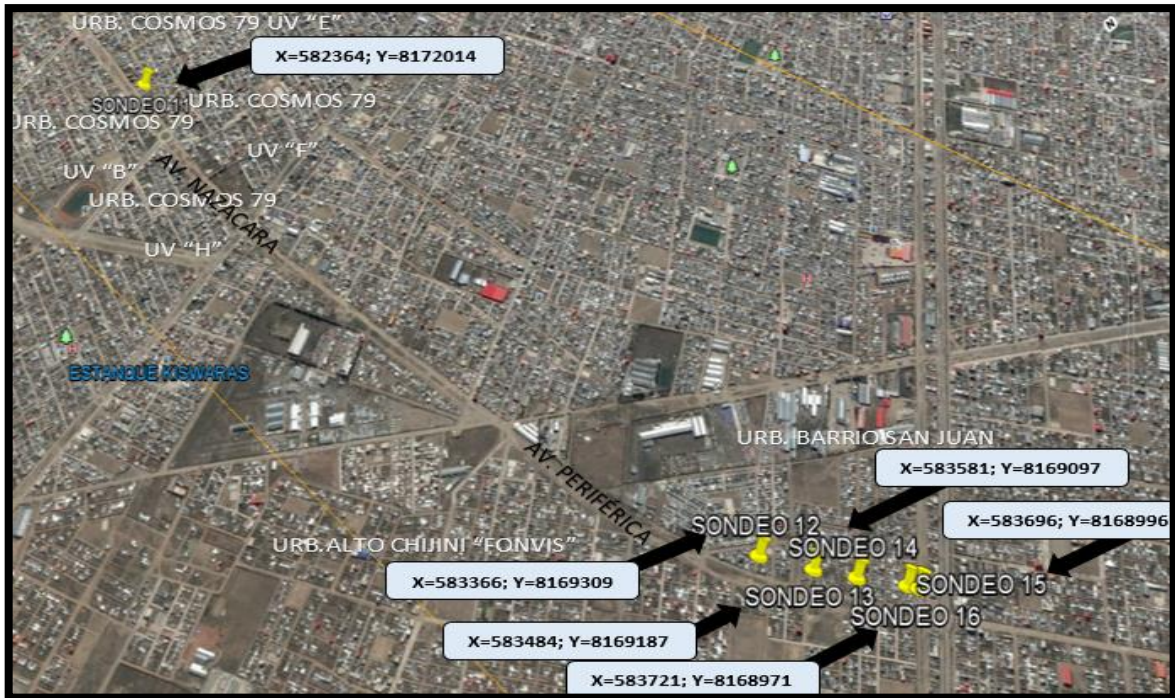 URB. COSMOS 79 UV “E”
X=582364; Y=8172014
SONDEO 11
URB. COSMOS 79
URB. COSMOS 79
UV “F”
UV “B”
AV. NAZACARA
URB. COSMOS 79
UV “H”
ESTANQUE KISWARAS
URB. BARRIO SAN JUAN
AV. PERIFÉRICA
X=583581; Y=8169097
SONDEO 12
X=583696; Y=8168996
URB.ALTO CHIJINI “FONVIS”
SONDEO 14
X=583366; Y=8169309
SONDEO 15
SONDEO 13
SONDEO 16
X=583484; Y=8169187
X=583721; Y=8168971
N